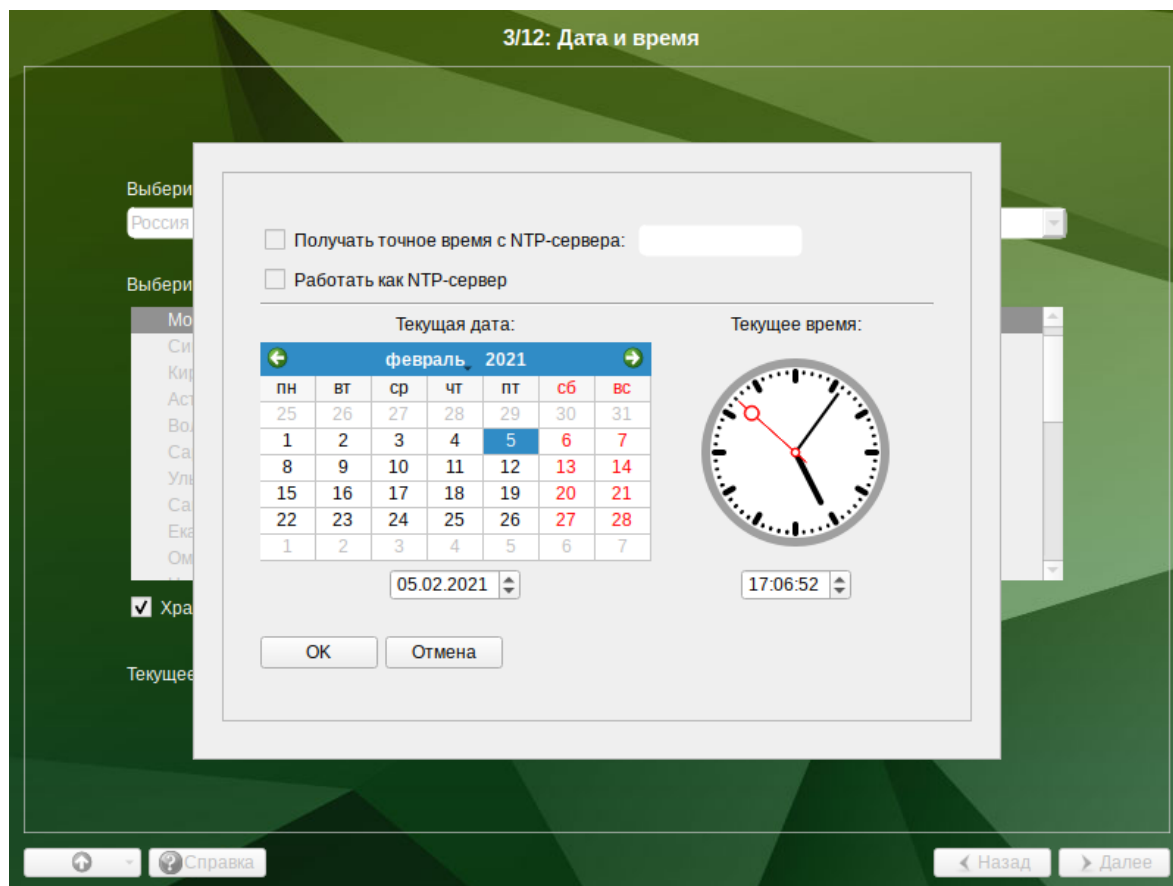 3/12: Дата и время
Выбери
Россия
Получать точное время с NTP-сервера:
Работать как NTP-сервер
Выбери
Мо
Си
Кир
Аст
Вол
Са
Уль
Са
Ека
Ом
Текущая дата:
февраль 2021
пн вт ср чт пт сб вс
25 26 27 28 29 30 31
1 2 3 4 5 6 7
8 9 10 11 12 13 14
15 16 17 18 19 20 21
22 23 24 25 26 27 28
1 2 3 4 5 6 7
05.02.2021
Текущее время:
17:06:52
Хра
OK Отмена
Текущее
Справка
Назад
Далее